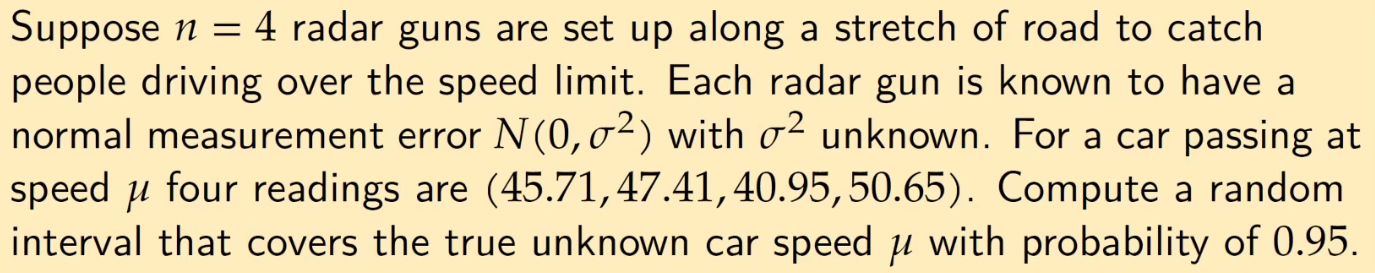 Suppose n = 4 radar guns are set up along a stretch of road to catch
people driving over the speed limit. Each radar gun is known to have a
normal measurement error N(0, σ²) with σ² unknown. For a car passing at
speed μ four readings are (45.71, 47.41, 40.95, 50.65). Compute a random
interval that covers the true unknown car speed μ with probability of 0.95.